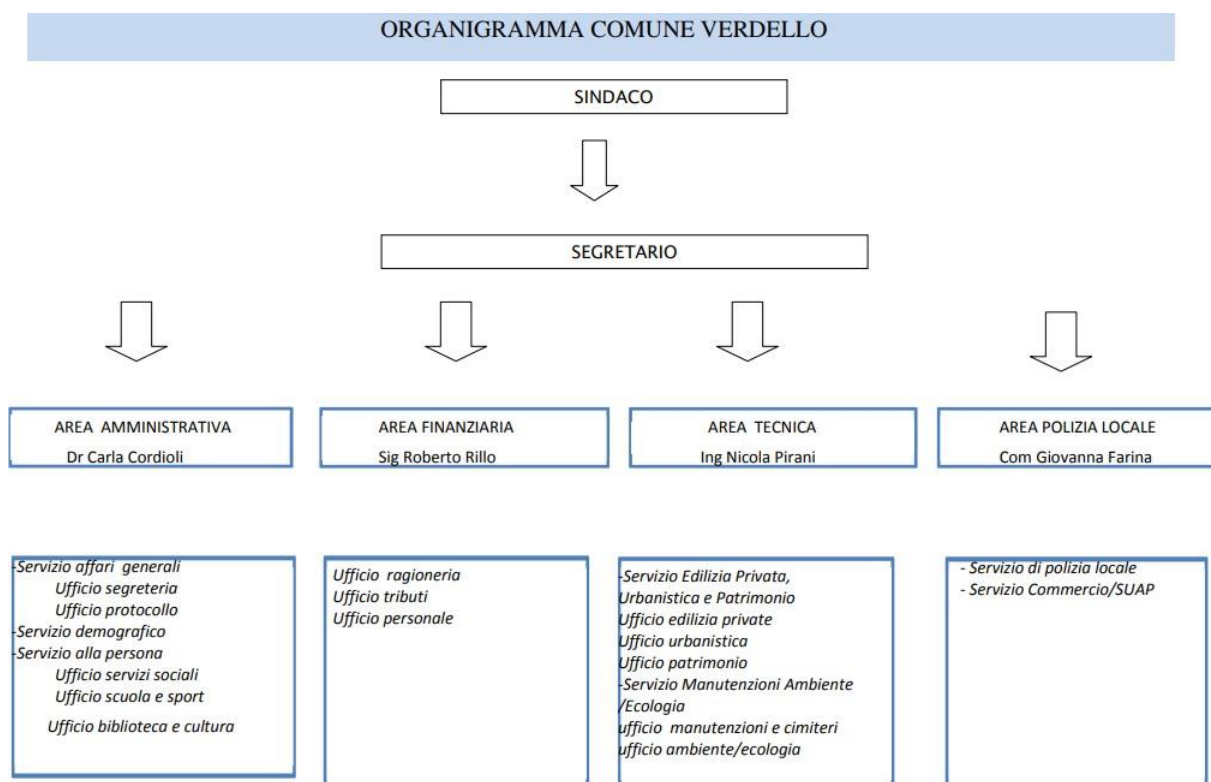 ORGANIGRAMMA COMUNE VERDELLO
SINDACO
SEGRETARIO
AREA AMMINISTRATIVA
Dr Carla Cordioli
AREA FINANZIARIA
Sig Roberto Rillo
AREA TECNICA
Ing Nicola Pirani
AREA POLIZIA LOCALE
Com Giovanna Farina
-Servizio affari generali
Ufficio segreteria
Ufficio protocollo
-Servizio demografico
-Servizio alla persona
Ufficio servizi sociali
Ufficio scuola e sport
Ufficio biblioteca e cultura
Ufficio ragioneria
Ufficio tributi
Ufficio personale
-Servizio Edilizia Privata,
Urbanistica e Patrimonio
Ufficio edilizia private
Ufficio urbanistica
Ufficio patrimonio
-Servizio Manutenzioni Ambiente
/Ecologia
ufficio manutenzioni e cimiteri
ufficio ambiente/ecologia
- Servizio di polizia locale
- Servizio Commercio/SUAP